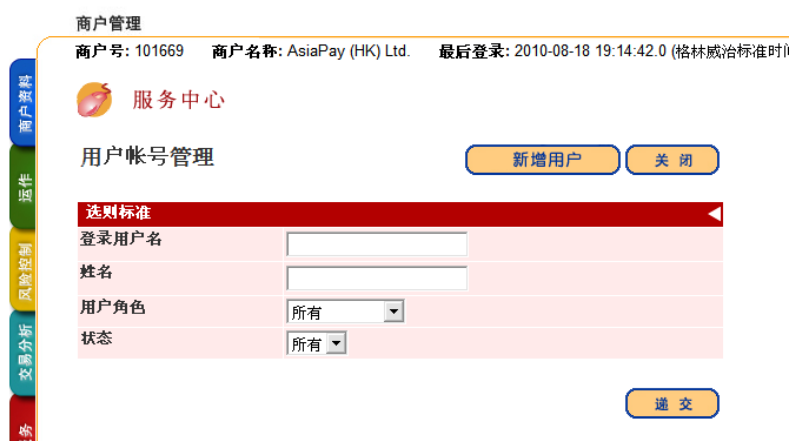 商户管理
商户号: 101669 商户名称: AsiaPay (HK) Ltd. 最后登录: 2010-08-18 19:14:42.0 (格林威治标准时间
服务中心
用户帐号管理 新增用户 关 闭
选则标准
登录用户名
姓名
用户角色 所有
状态 所有
递 交
商户资料
运作
风险控制
交易分析
务